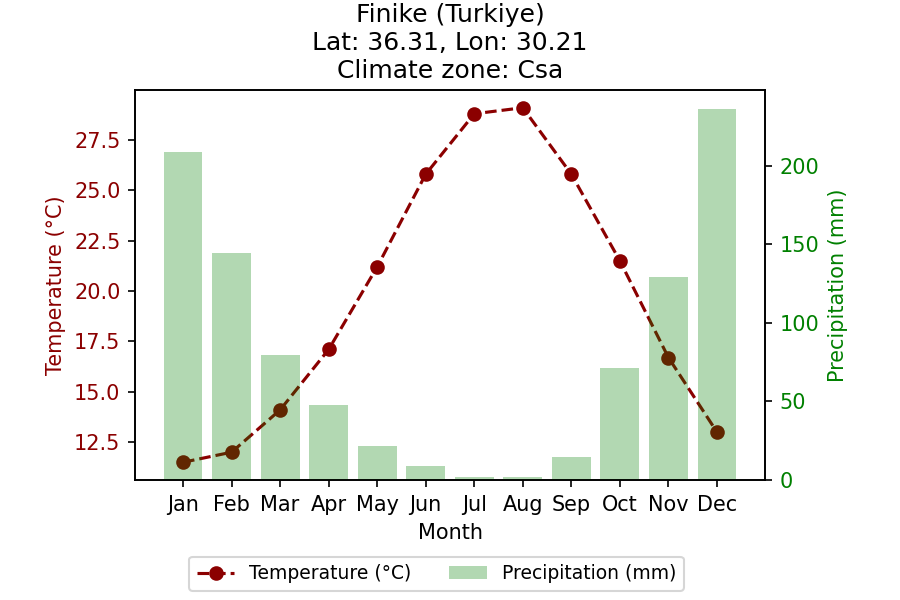 Finike (Turkiye)
Lat: 36.31, Lon: 30.21
Climate zone: Csa
Temperature (°C)
27.5
25.0
22.5
20.0
17.5
15.0
12.5
200
150
100
50
0
Precipitation (mm)
Jan Feb Mar Apr May Jun Jul Aug Sep Oct Nov Dec
Month
Temperature (°C) Precipitation (mm)